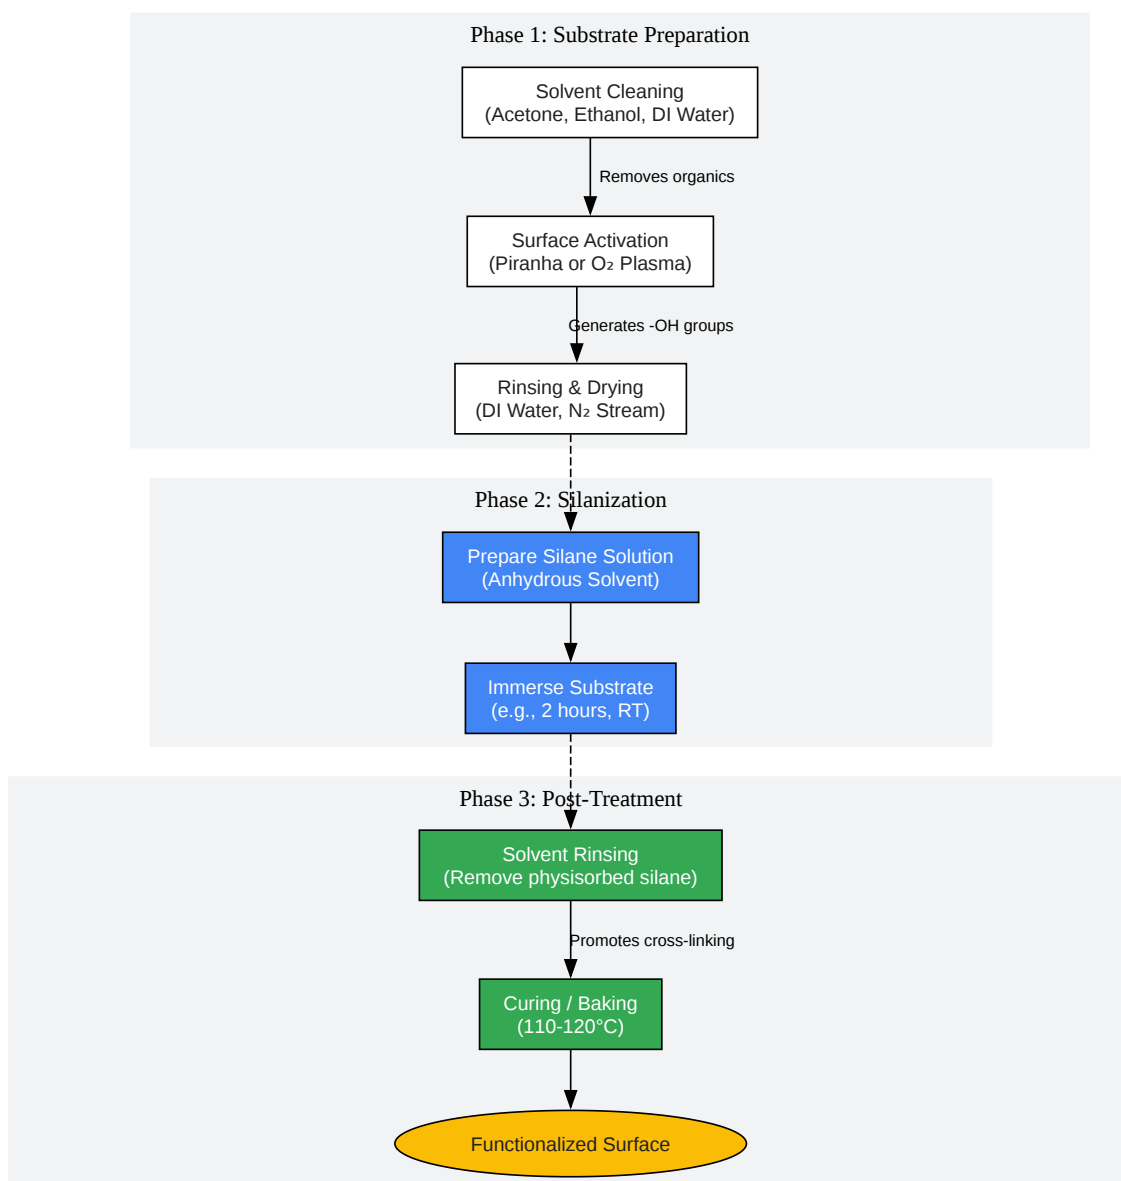 Phase 1: Substrate Preparation
Solvent Cleaning
(Acetone, Ethanol, DI Water)
Removes organics
Surface Activation
(Piranha or O₂ Plasma)
Generates -OH groups
Rinsing & Drying
(DI Water, N₂ Stream)
Phase 2: Silanization
Prepare Silane Solution
(Anhydrous Solvent)
Immerse Substrate
(e.g., 2 hours, RT)
Phase 3: Post-Treatment
Solvent Rinsing
(Remove physisorbed silane)
Promotes cross-linking
Curing / Baking
(110-120°C)
Functionalized Surface